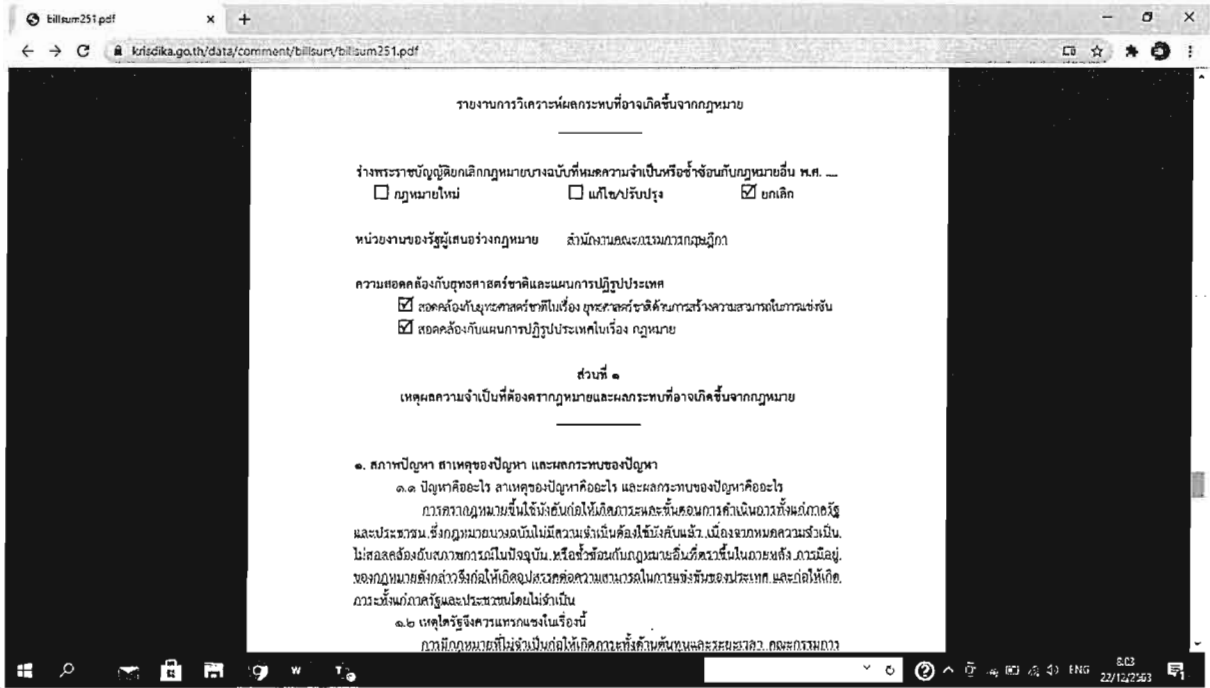 billsum251.pdf
krisdika.go.th/data/comment/billsum/billsum251.pdf
รายงานการวิเคราะห์ผลกระทบที่อาจเกิดขึ้นจากกฎหมาย
ร่างพระราชบัญญัติยกเลิกกฎหมายบางฉบับที่หมดความจำเป็นหรือซ้ำซ้อนกับกฎหมายอื่น พ.ศ. ....
กฎหมายใหม่ แก้ไข/ปรับปรุง ยกเลิก
หน่วยงานของรัฐผู้เสนอร่างกฎหมาย สำนักงานคณะกรรมการกฤษฎีกา
ความสอดคล้องกับยุทธศาสตร์ชาติและแผนการปฏิรูปประเทศ
สอดคล้องกับยุทธศาสตร์ชาติในเรื่อง ยุทธศาสตร์ชาติด้านการสร้างความสามารถในการแข่งขัน
สอดคล้องกับแผนการปฏิรูปประเทศในเรื่อง กฎหมาย
ส่วนที่ ๑
เหตุผลความจำเป็นที่ต้องตรากฎหมายและผลกระทบที่อาจเกิดขึ้นจากกฎหมาย
๑. สภาพปัญหา สาเหตุของปัญหา และผลกระทบของปัญหา
๑.๑ ปัญหาคืออะไร สาเหตุของปัญหาคืออะไร และผลกระทบของปัญหาคืออะไร
การตรากฎหมายขึ้นใช้บังคับก่อให้เกิดภาระและขั้นตอนการดำเนินการทั้งแก่ภาครัฐ
และประชาชน ซึ่งกฎหมายบางฉบับไม่มีความจำเป็นต้องใช้บังคับแล้ว เนื่องจากหมดความจำเป็น
ไม่สอดคล้องกับสภาพการณ์ในปัจจุบัน หรือซ้ำซ้อนกับกฎหมายอื่นที่ตราขึ้นในภายหลัง การมีอยู่
ของกฎหมายดังกล่าวจึงก่อให้เกิดอุปสรรคต่อความสามารถในการแข่งขันของประเทศ และก่อให้เกิด
ภาระทั้งแก่ภาครัฐและประชาชนโดยไม่จำเป็น
๑.๒ เหตุใดรัฐจึงควรแทรกแซงในเรื่องนี้
การมีกฎหมายที่ไม่จำเป็นก่อให้เกิดภาระทั้งด้านต้นทุนและระยะเวลา คณะกรรมการ
ENG
8:03
22/12/2563